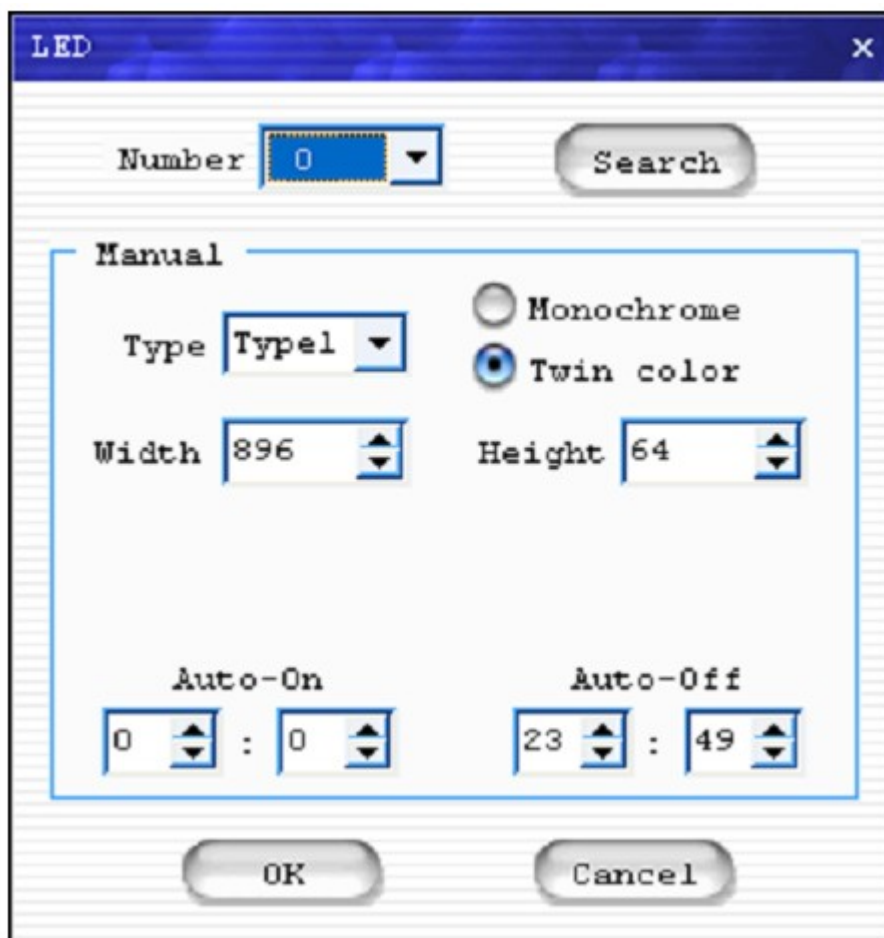 LED x
Number 0 Search
Manual
Monochrome
Type Type1
Twin color
Width 896 Height 64
Auto-On Auto-Off
0 : 0 23 : 49
OK Cancel